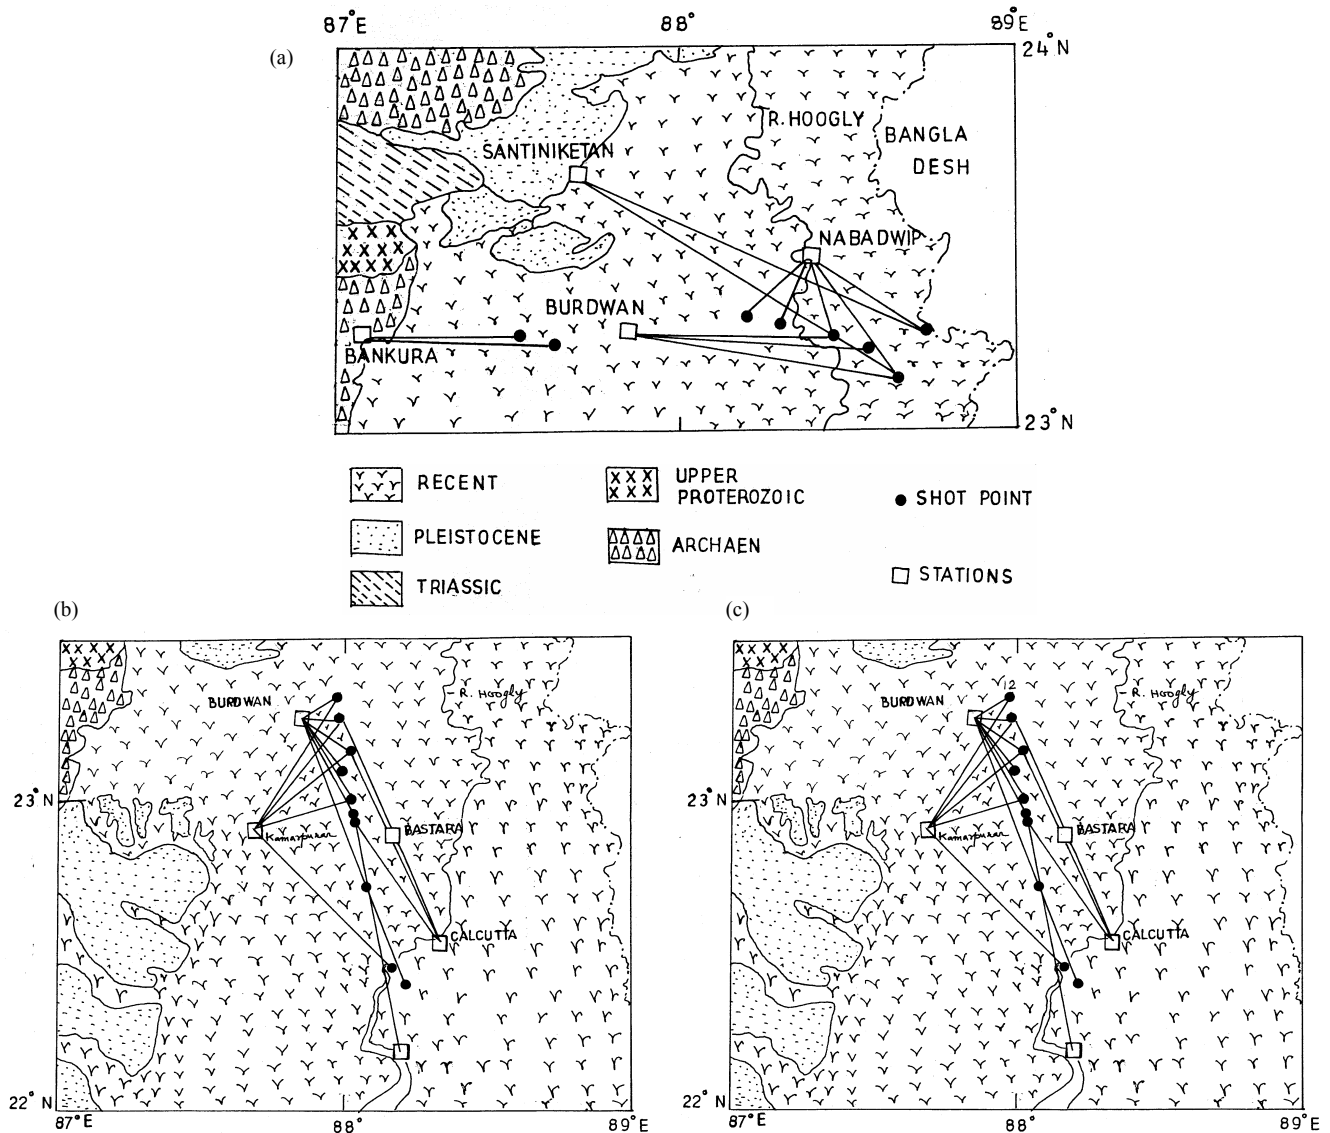 87°E 88° 89°E
(a)
24°N
R.HOOGLY
BANGLA
DESH
SANTINIKETAN
NABADWIP
BURDWAN
BANKURA
23°N
RECENT
UPPER
PROTEROZOIC
SHOT POINT
PLEISTOCENE
ARCHAEN
STATIONS
TRIASSIC
(b)
(c)
BURDWAN
R. Hoogly
23°N
Kamarpukar
BASTARA
CALCUTTA
22°N
87°E 88° 89°E
12
BURDWAN
R. Hoogly
23°N
Kamarpukar
BASTARA
CALCUTTA
22°N
87°E 88° 89°E